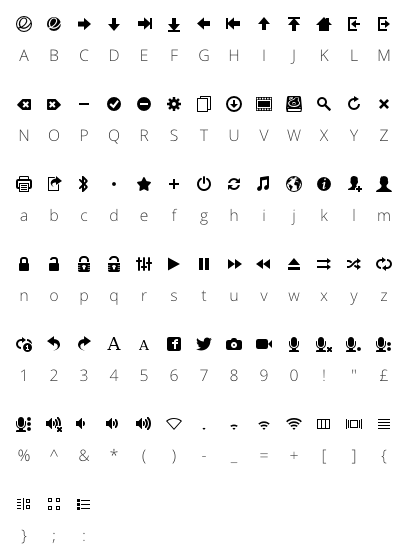 A B C D E F G H I J K L M
N O P Q R S T U V W X Y Z
a b c d e f g h i j k l m
n o p q r s t u v w x y z
A A
1 2 3 4 5 6 7 8 9 0 ! " £
% ^ & * ( ) - _ = + [ ] {
} ; :